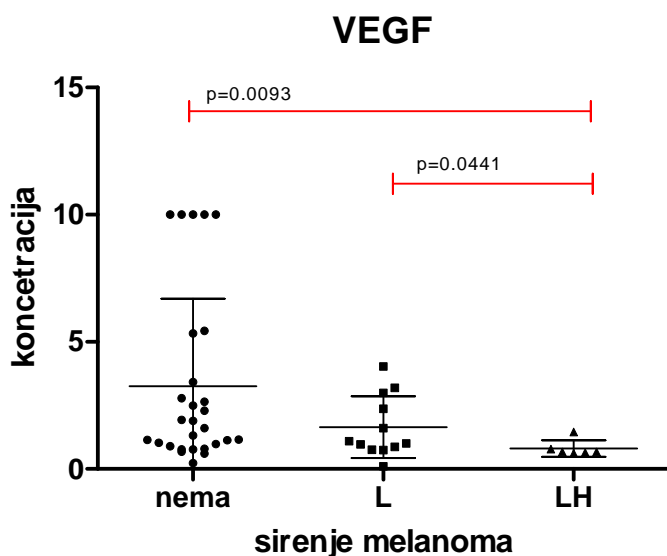 VEGF
15
p=0.0093
p=0.0441
10
koncetracija
5
0
nema L LH
sirenje melanoma